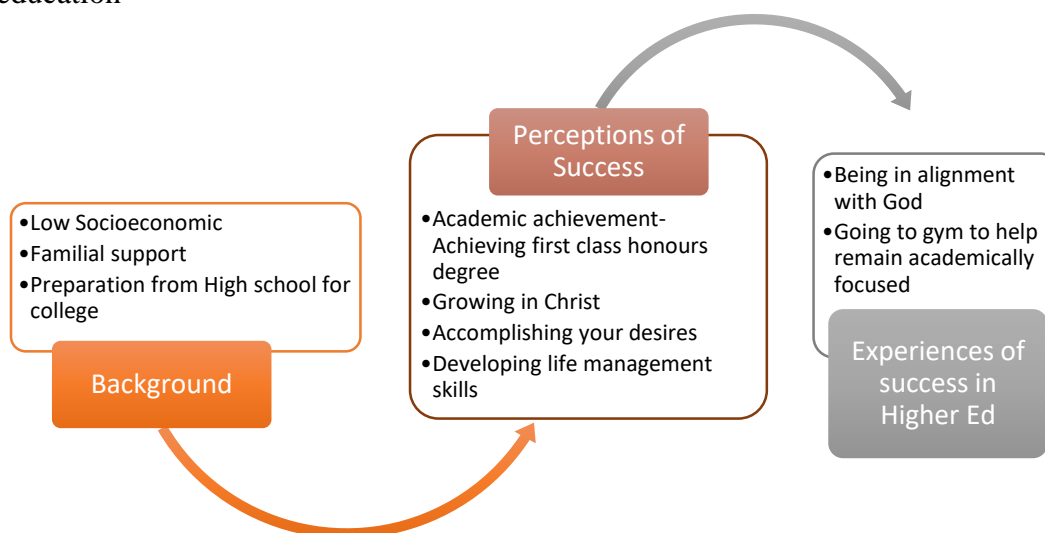 education
•Low Socioeconomic
•Familial support
•Preparation from High school for
college
Background
Perceptions of
Success
•Academic achievement-
Achieving first class honours
degree
•Growing in Christ
•Accomplishing your desires
•Developing life management
skills
•Being in alignment
with God
•Going to gym to help
remain academically
focused
Experiences of
success in
Higher Ed